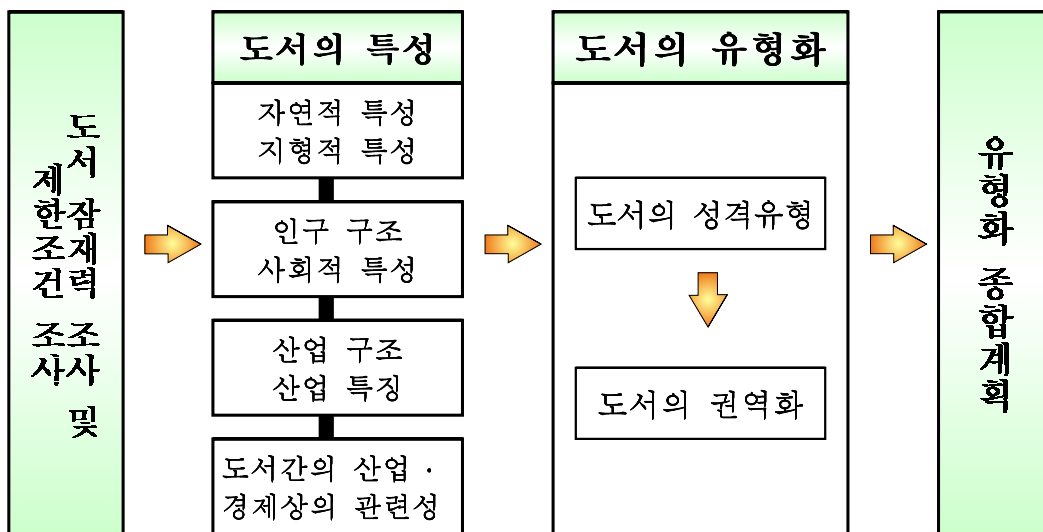 도서 잠재력 조사 및
제한조건 조사
도서의 특성
자연적 특성
지형적 특성
인구 구조
사회적 특성
산업 구조
산업 특징
도서간의 산업 ·
경제상의 관련성
도서의 유형화
도서의 성격유형
도서의 권역화
유형화 종합계획